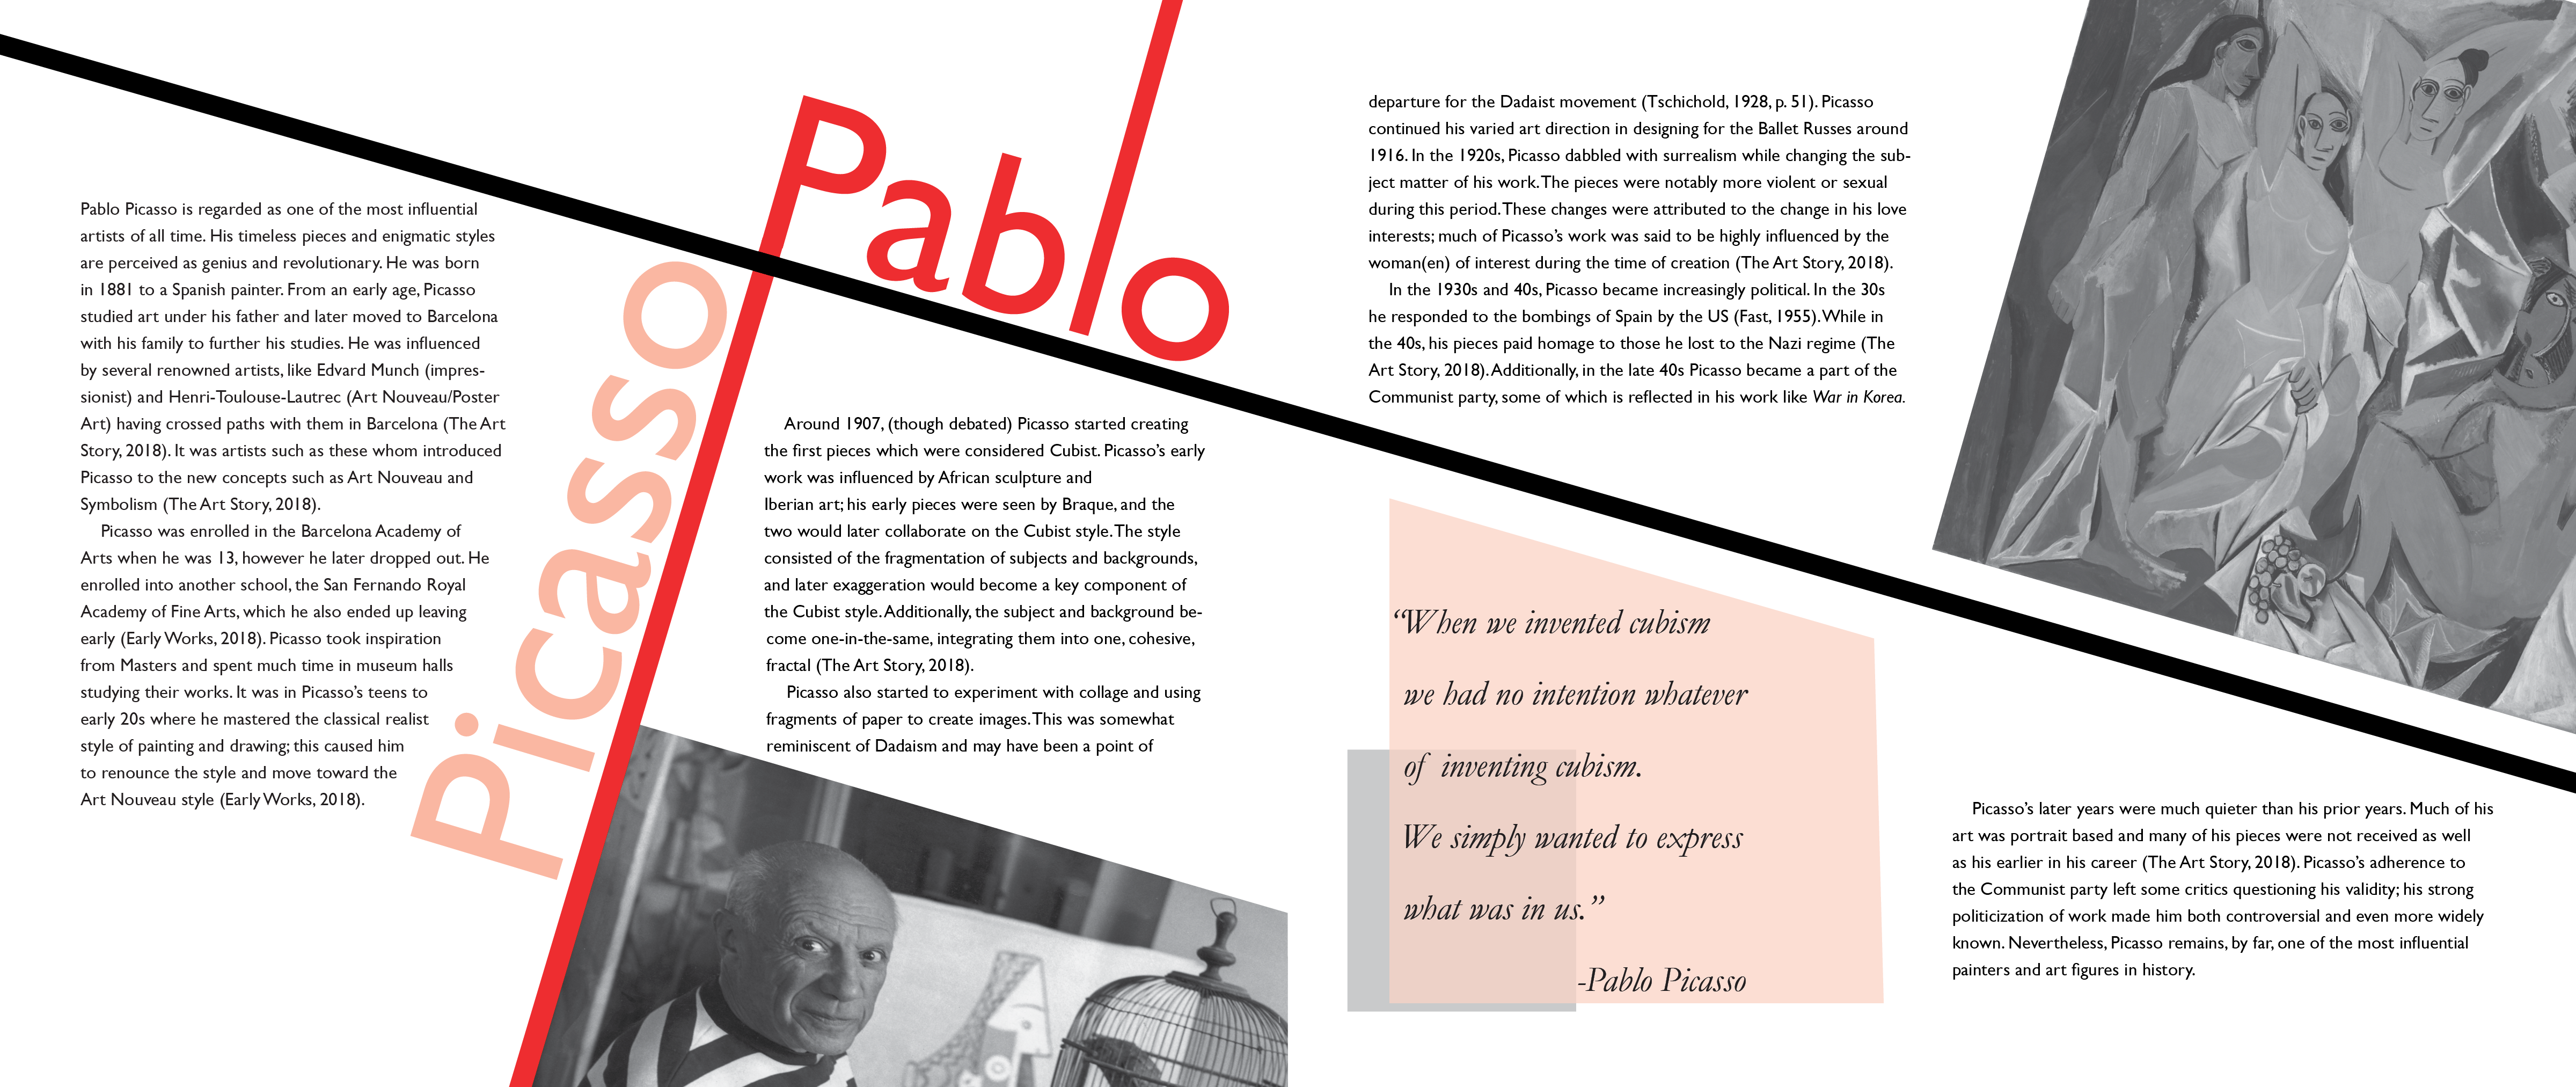 Pablo
Picasso
Pablo Picasso is regarded as one of the most influential
artists of all time. His timeless pieces and enigmatic styles
are perceived as genius and revolutionary. He was born
in 1881 to a Spanish painter. From an early age, Picasso
studied art under his father and later moved to Barcelona
with his family to further his studies. He was influenced
by several renowned artists, like Edvard Munch (impres-
sionist) and Henri-Toulouse-Lautrec (Art Nouveau/Poster
Art) having crossed paths with them in Barcelona (The Art
Story, 2018). It was artists such as these whom introduced
Picasso to the new concepts such as Art Nouveau and
Symbolism (The Art Story, 2018).
Picasso was enrolled in the Barcelona Academy of
Arts when he was 13, however he later dropped out. He
enrolled into another school, the San Fernando Royal
Academy of Fine Arts, which he also ended up leaving
early (Early Works, 2018). Picasso took inspiration
from Masters and spent much time in museum halls
studying their works. It was in Picasso’s teens to
early 20s where he mastered the classical realist
style of painting and drawing; this caused him
to renounce the style and move toward the
Art Nouveau style (Early Works, 2018).
Around 1907, (though debated) Picasso started creating
the first pieces which were considered Cubist. Picasso’s early
work was influenced by African sculpture and
Iberian art; his early pieces were seen by Braque, and the
two would later collaborate on the Cubist style. The style
consisted of the fragmentation of subjects and backgrounds,
and later exaggeration would become a key component of
the Cubist style. Additionally, the subject and background be-
come one-in-the-same, integrating them into one, cohesive,
fractal (The Art Story, 2018).
Picasso also started to experiment with collage and using
fragments of paper to create images. This was somewhat
reminiscent of Dadaism and may have been a point of
departure for the Dadaist movement (Tschichold, 1928, p. 51). Picasso
continued his varied art direction in designing for the Ballet Russes around
1916. In the 1920s, Picasso dabbled with surrealism while changing the sub-
ject matter of his work. The pieces were notably more violent or sexual
during this period. These changes were attributed to the change in his love
interests; much of Picasso’s work was said to be highly influenced by the
woman(en) of interest during the time of creation (The Art Story, 2018).
In the 1930s and 40s, Picasso became increasingly political. In the 30s
he responded to the bombings of Spain by the US (Fast, 1955). While in
the 40s, his pieces paid homage to those he lost to the Nazi regime (The
Art Story, 2018). Additionally, in the late 40s Picasso became a part of the
Communist party, some of which is reflected in his work like War in Korea.
“When we invented cubism
we had no intention whatever
of inventing cubism.
We simply wanted to express
what was in us.”
-Pablo Picasso
Picasso’s later years were much quieter than his prior years. Much of his
art was portrait based and many of his pieces were not received as well
as his earlier in his career (The Art Story, 2018). Picasso’s adherence to
the Communist party left some critics questioning his validity; his strong
politicization of work made him both controversial and even more widely
known. Nevertheless, Picasso remains, by far, one of the most influential
painters and art figures in history.